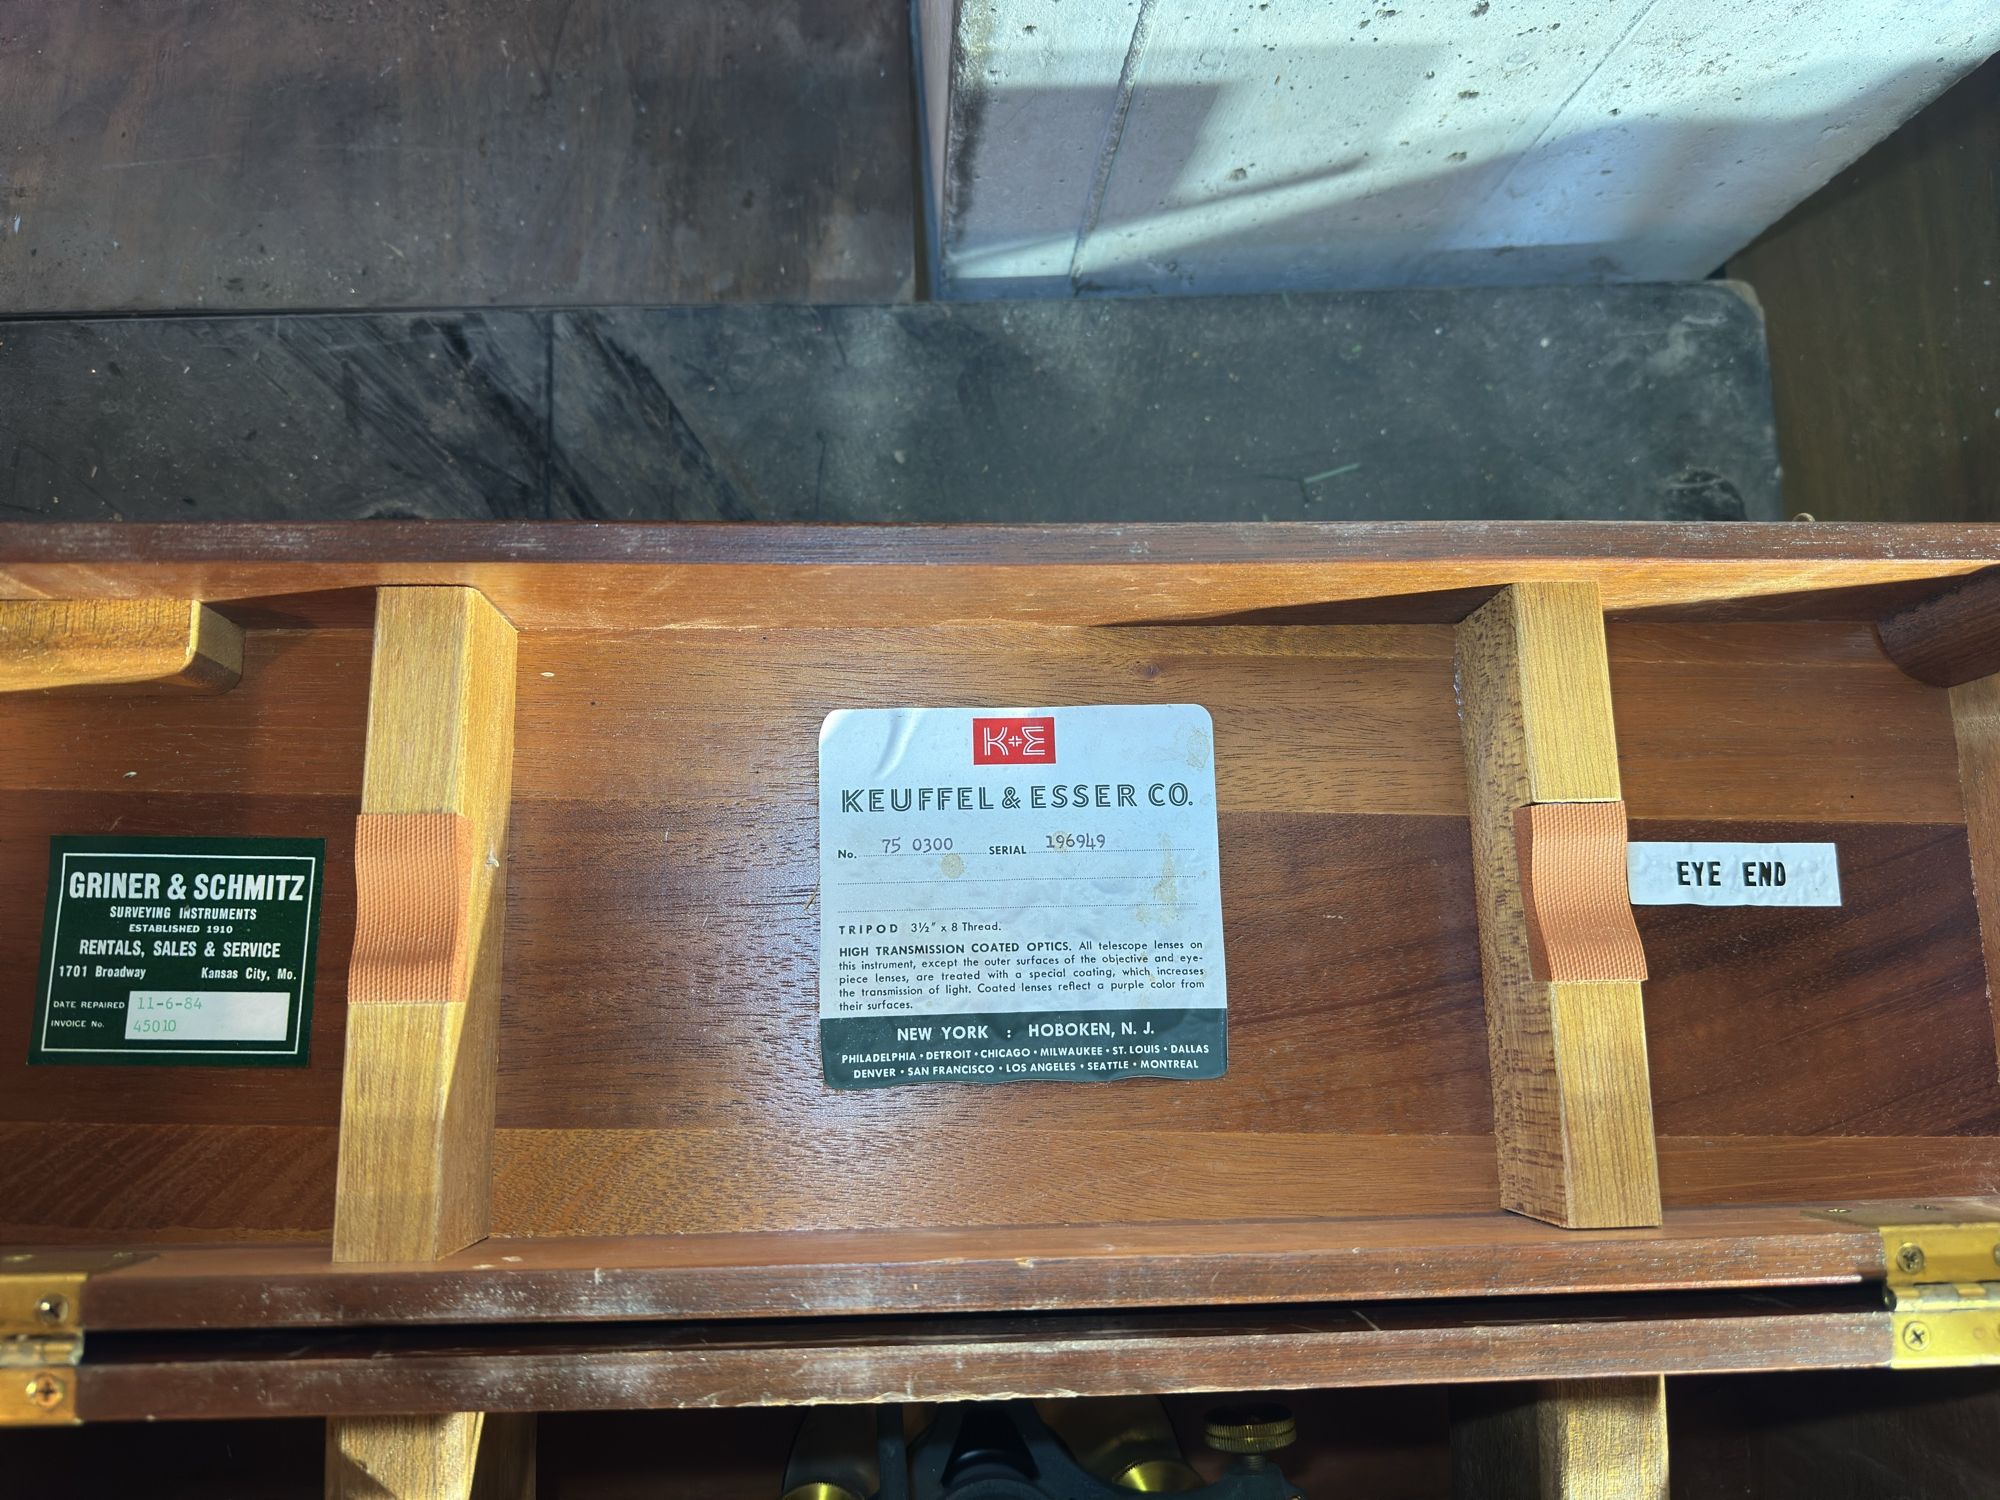 GRINER & SCHMITZ
SURVEYING INSTRUMENTS
ESTABLISHED 1910
RENTALS, SALES & SERVICE
1701 Broadway Kansas City, Mo.
DATE REPAIRED 11-6-84
INVOICE No. 45010
K+E
KEUFFEL & ESSER CO.
No. 75 0300 SERIAL 196949
TRIPOD 3½" x 8 Thread.
HIGH TRANSMISSION COATED OPTICS. All telescope lenses on
this instrument, except the outer surfaces of the objective and eye-
piece lenses, are treated with a special coating, which increases
the transmission of light. Coated lenses reflect a purple color from
their surfaces.
NEW YORK : HOBOKEN, N. J.
PHILADELPHIA • DETROIT • CHICAGO • MILWAUKEE • ST. LOUIS • DALLAS
DENVER • SAN FRANCISCO • LOS ANGELES • SEATTLE • MONTREAL
EYE END